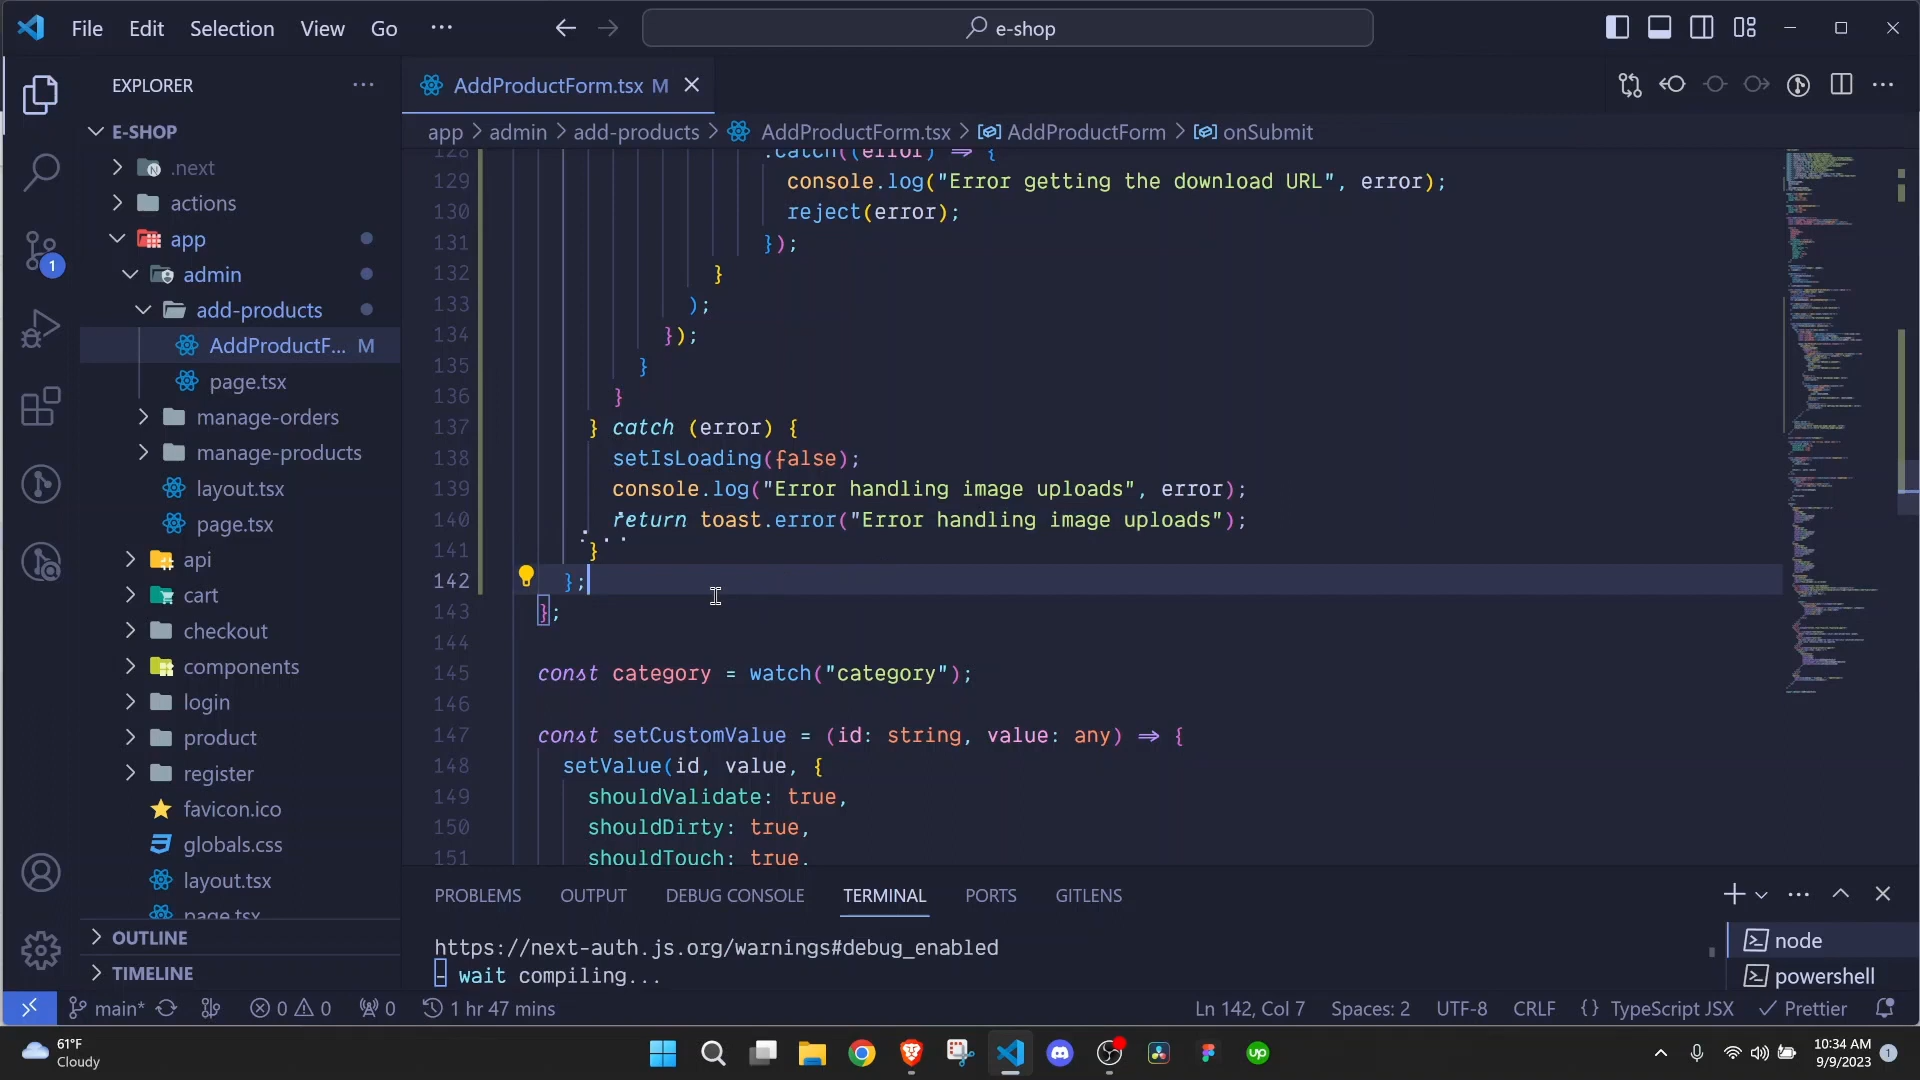 File Edit Selection View Go ···
e-shop
EXPLORER
E-SHOP
.next
actions
app
admin
add-products
AddProductF... M
page.tsx
manage-orders
manage-products
layout.tsx
page.tsx
api
cart
checkout
components
login
product
register
favicon.ico
globals.css
layout.tsx
page.tsx
OUTLINE
TIMELINE
1
AddProductForm.tsx M
app > admin > add-products > AddProductForm.tsx > AddProductForm > onSubmit
128 .catch((error) => {
129 console.log("Error getting the download URL", error);
130 reject(error);
131 });
132 }
133 );
134 });
135 }
136 }
137 } catch (error) {
138 setIsLoading(false);
139 console.log("Error handling image uploads", error);
140 return toast.error("Error handling image uploads");
141 }
142 };
143 };
144
145 const category = watch("category");
146
147 const setCustomValue = (id: string, value: any) => {
148 setValue(id, value, {
149 shouldValidate: true,
150 shouldDirty: true,
151 shouldTouch: true,
PROBLEMS OUTPUT DEBUG CONSOLE TERMINAL PORTS GITLENS
https://next-auth.js.org/warnings#debug_enabled
- wait compiling...
node
powershell
main* 0 0 0 1 hr 47 mins Ln 142, Col 7 Spaces: 2 UTF-8 CRLF {} TypeScript JSX Prettier
61°F
Cloudy
up
10:34 AM
9/9/2023
1